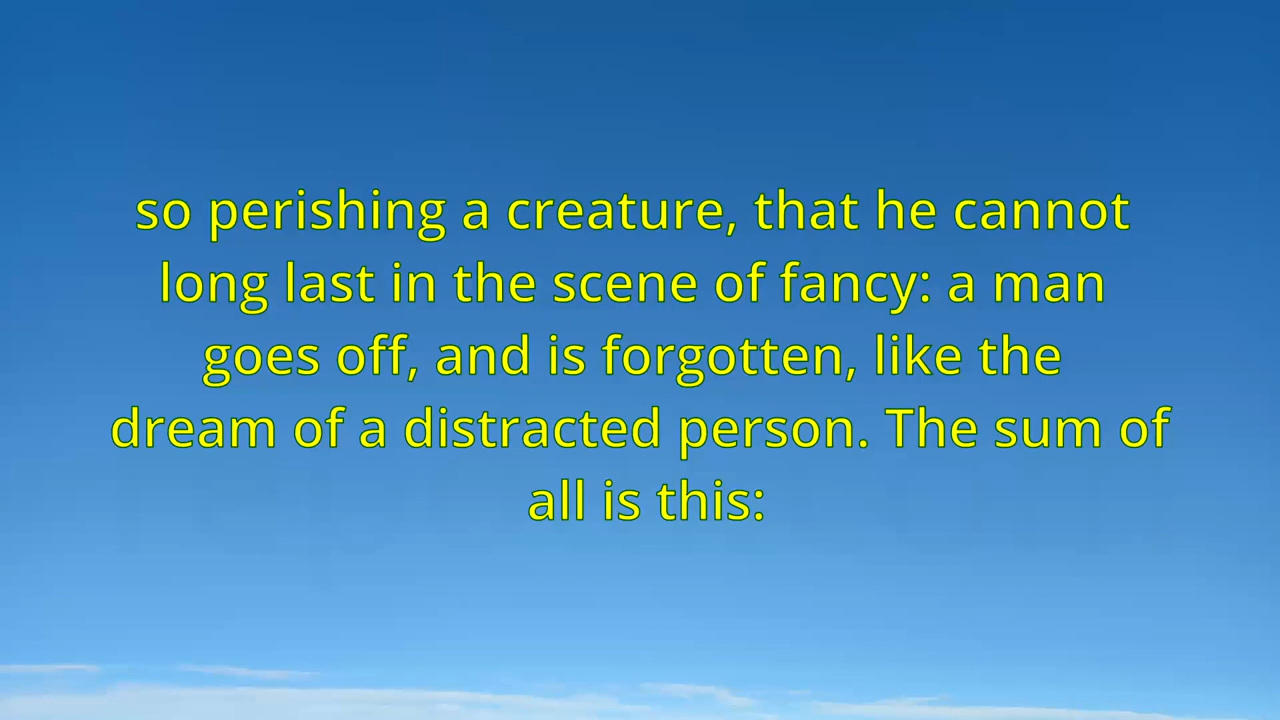 so perishing a creature, that he cannot
long last in the scene of fancy: a man
goes off, and is forgotten, like the
dream of a distracted person. The sum of
all is this: